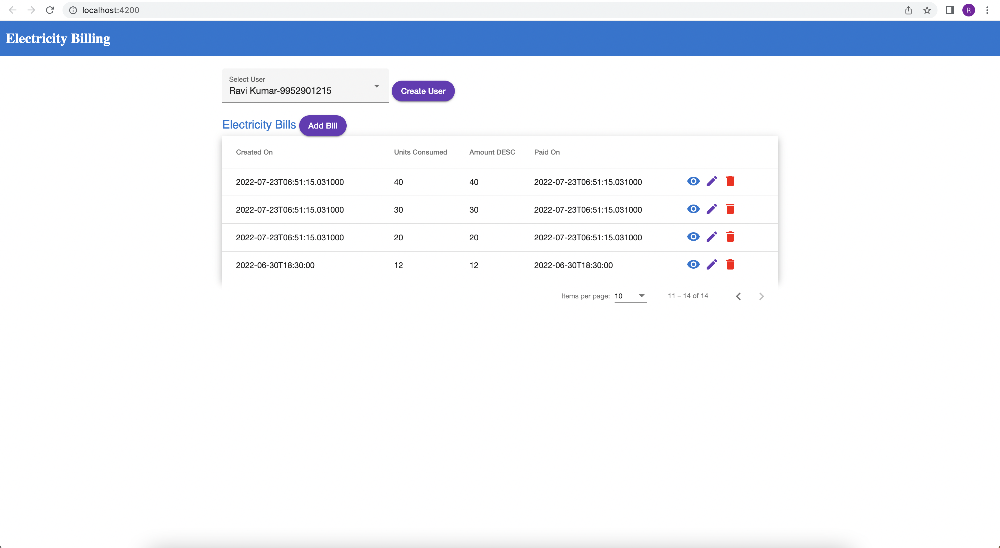 localhost:4200
R
Electricity Billing
Select User
Ravi Kumar-9952901215
Create User
Electricity Bills Add Bill
Created On Units Consumed Amount DESC Paid On
2022-07-23T06:51:15.031000 40 40 2022-07-23T06:51:15.031000
2022-07-23T06:51:15.031000 30 30 2022-07-23T06:51:15.031000
2022-07-23T06:51:15.031000 20 20 2022-07-23T06:51:15.031000
2022-06-30T18:30:00 12 12 2022-06-30T18:30:00
Items per page: 10 11 – 14 of 14